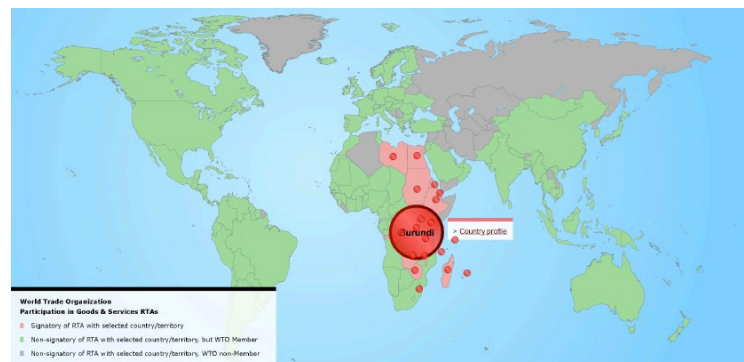 Burundi
> Country profile
World Trade Organization
Participation in Goods & Services RTAs
Signatory of RTA with selected country/territory
Non-signatory of RTA with selected country/territory, but WTO Member
Non-signatory of RTA with selected country/territory, WTO non-Member